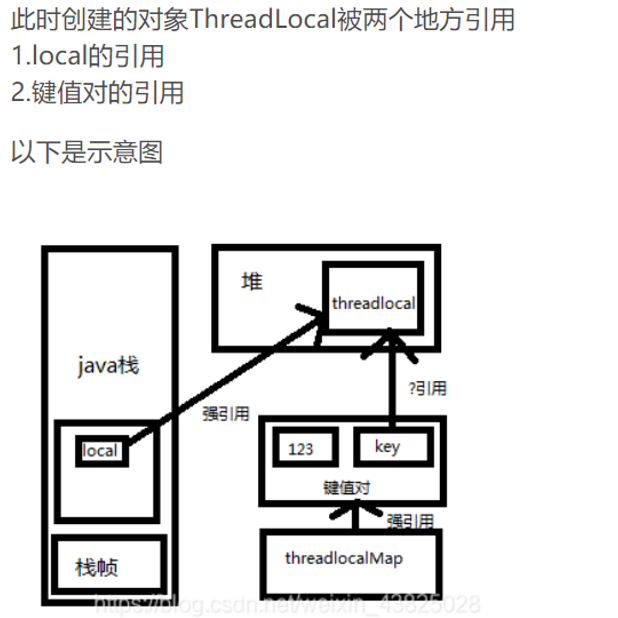 此时创建的对象ThreadLocal被两个地方引用
1.local的引用
2.键值对的引用
以下是示意图
堆
threadlocal
java栈
?引用
强引用
local
123
key
键值对
强引用
threadlocalMap
栈帧
https://blog.csdn.net/weixin_43825028